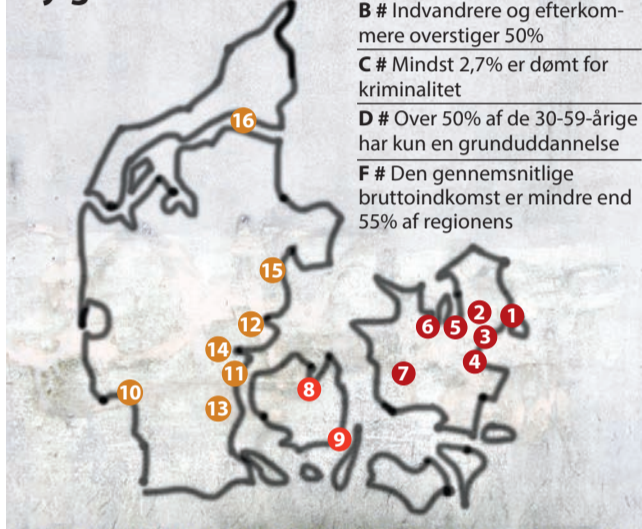 B # Indvandrere og efterkom-
mere overstiger 50%
C # Mindst 2,7% er dømt for
kriminalitet
D # Over 50% af de 30-59-årige
har kun en grunduddannelse
F # Den gennemsnitlige
bruttoindkomst er mindre end
55% af regionens
16
15
12
14
11
10
13
8
9
6
5
2
1
3
4
7